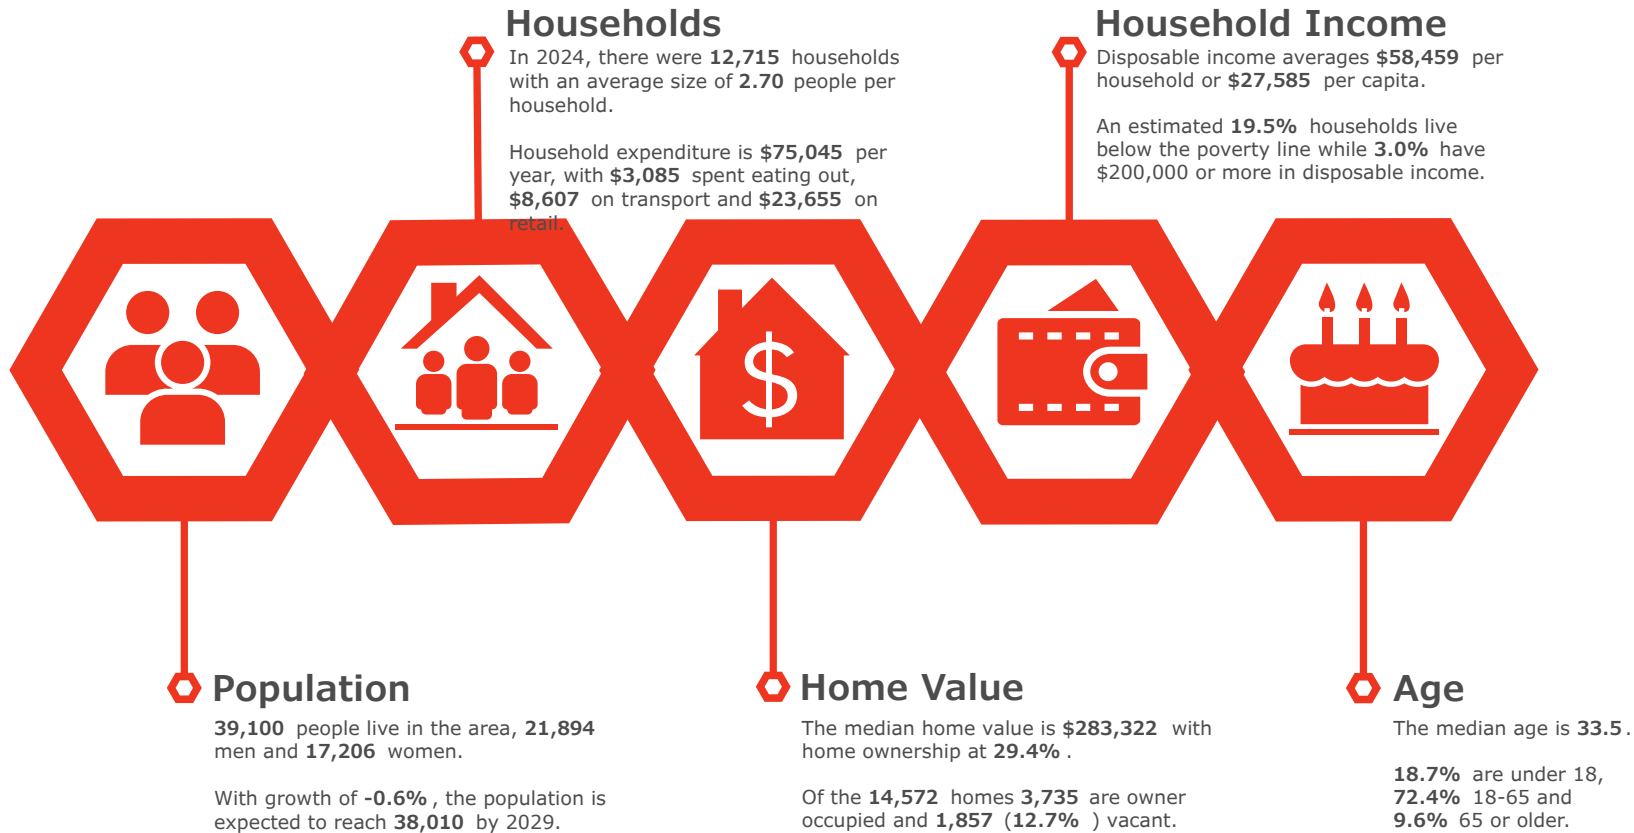 Households
In 2024, there were 12,715 households
with an average size of 2.70 people per
household.
Household expenditure is $75,045 per
year, with $3,085 spent eating out,
$8,607 on transport and $23,655 on
retail.
Household Income
Disposable income averages $58,459 per
household or $27,585 per capita.
An estimated 19.5% households live
below the poverty line while 3.0% have
$200,000 or more in disposable income.
$
Population
39,100 people live in the area, 21,894
men and 17,206 women.
With growth of -0.6% , the population is
expected to reach 38,010 by 2029.
Home Value
The median home value is $283,322 with
home ownership at 29.4% .
Of the 14,572 homes 3,735 are owner
occupied and 1,857 (12.7% ) vacant.
Age
The median age is 33.5 .
18.7% are under 18,
72.4% 18-65 and
9.6% 65 or older.